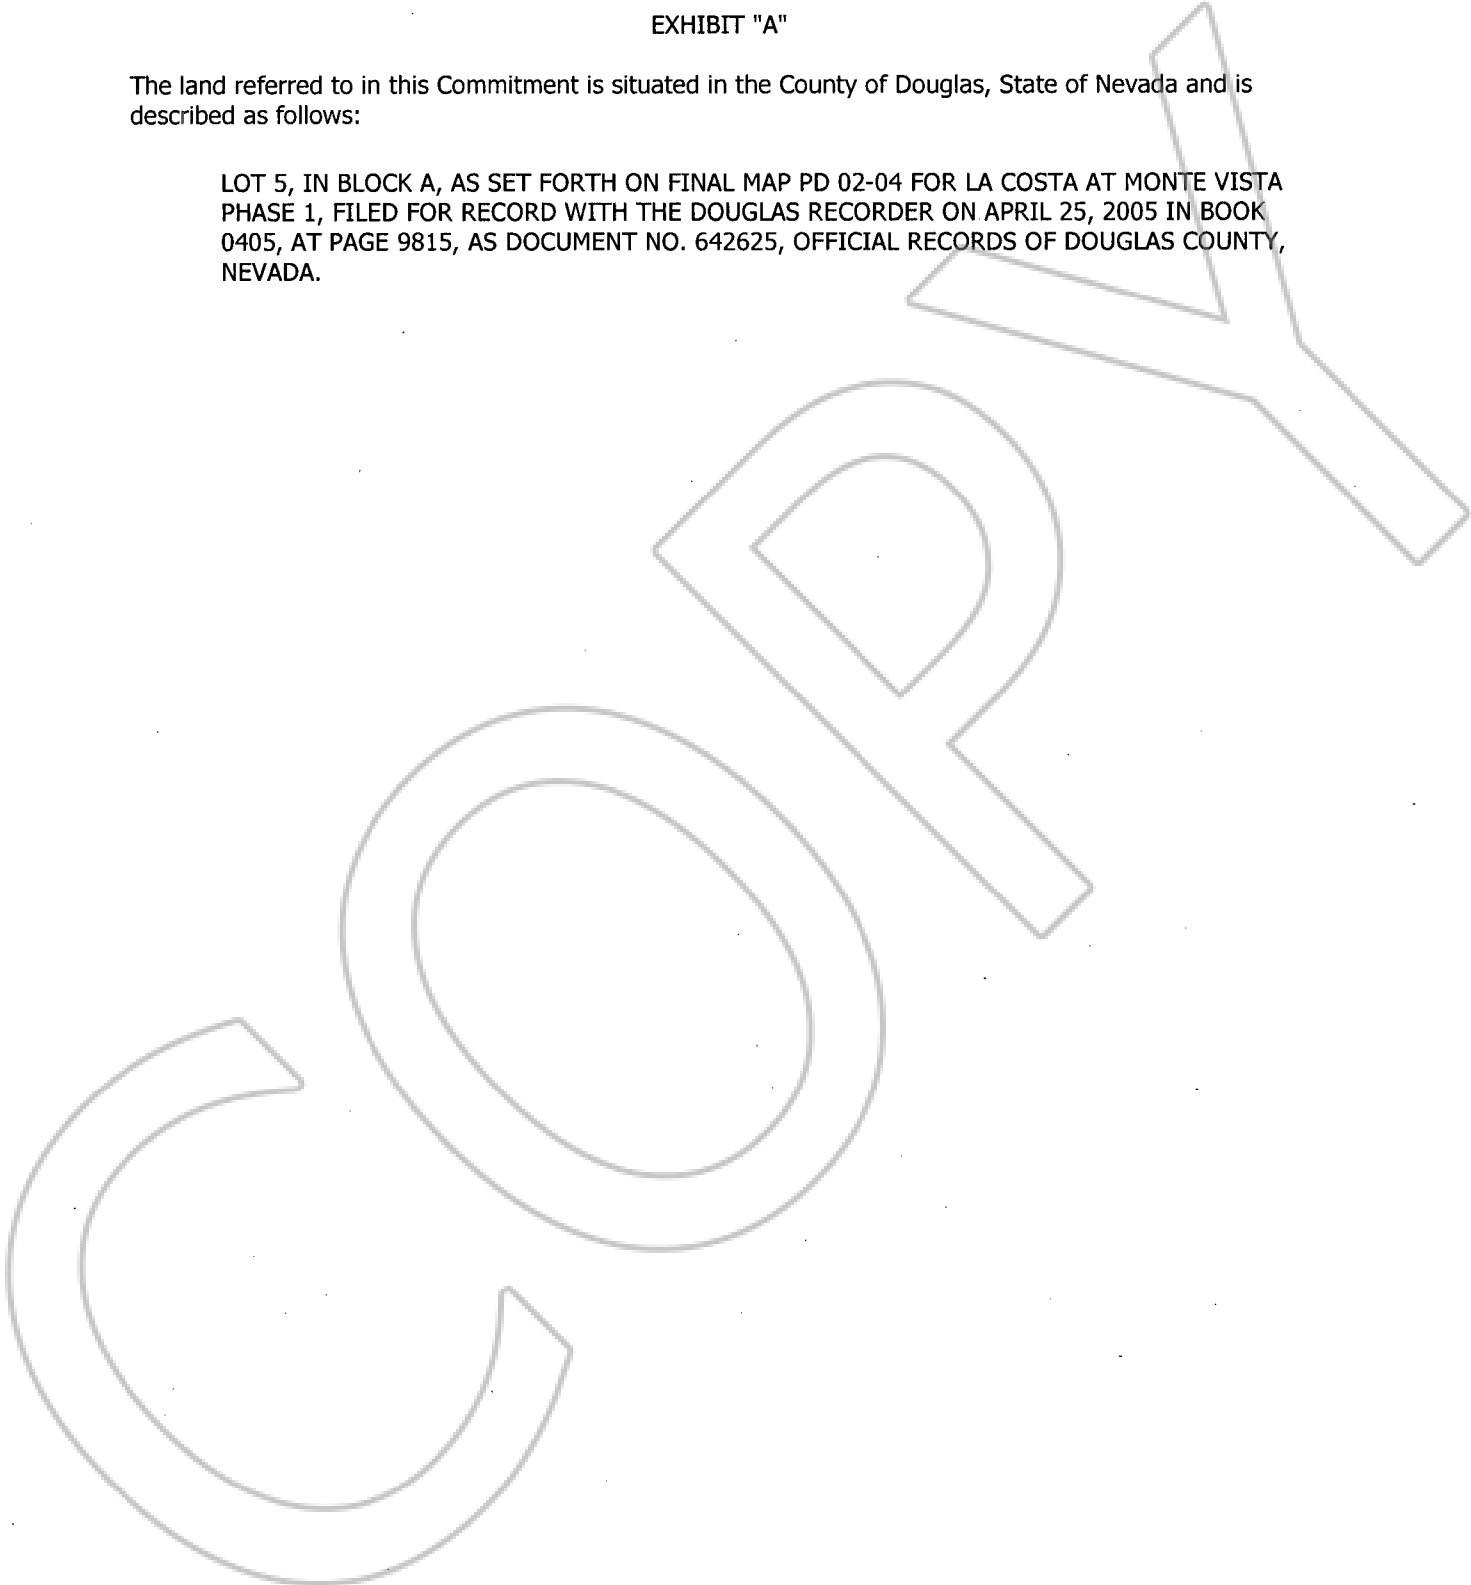 EXHIBIT "A"
The land referred to in this Commitment is situated in the County of Douglas, State of Nevada and is
described as follows:
LOT 5, IN BLOCK A, AS SET FORTH ON FINAL MAP PD 02-04 FOR LA COSTA AT MONTE VISTA
PHASE 1, FILED FOR RECORD WITH THE DOUGLAS RECORDER ON APRIL 25, 2005 IN BOOK
0405, AT PAGE 9815, AS DOCUMENT NO. 642625, OFFICIAL RECORDS OF DOUGLAS COUNTY,
NEVADA.
COPY